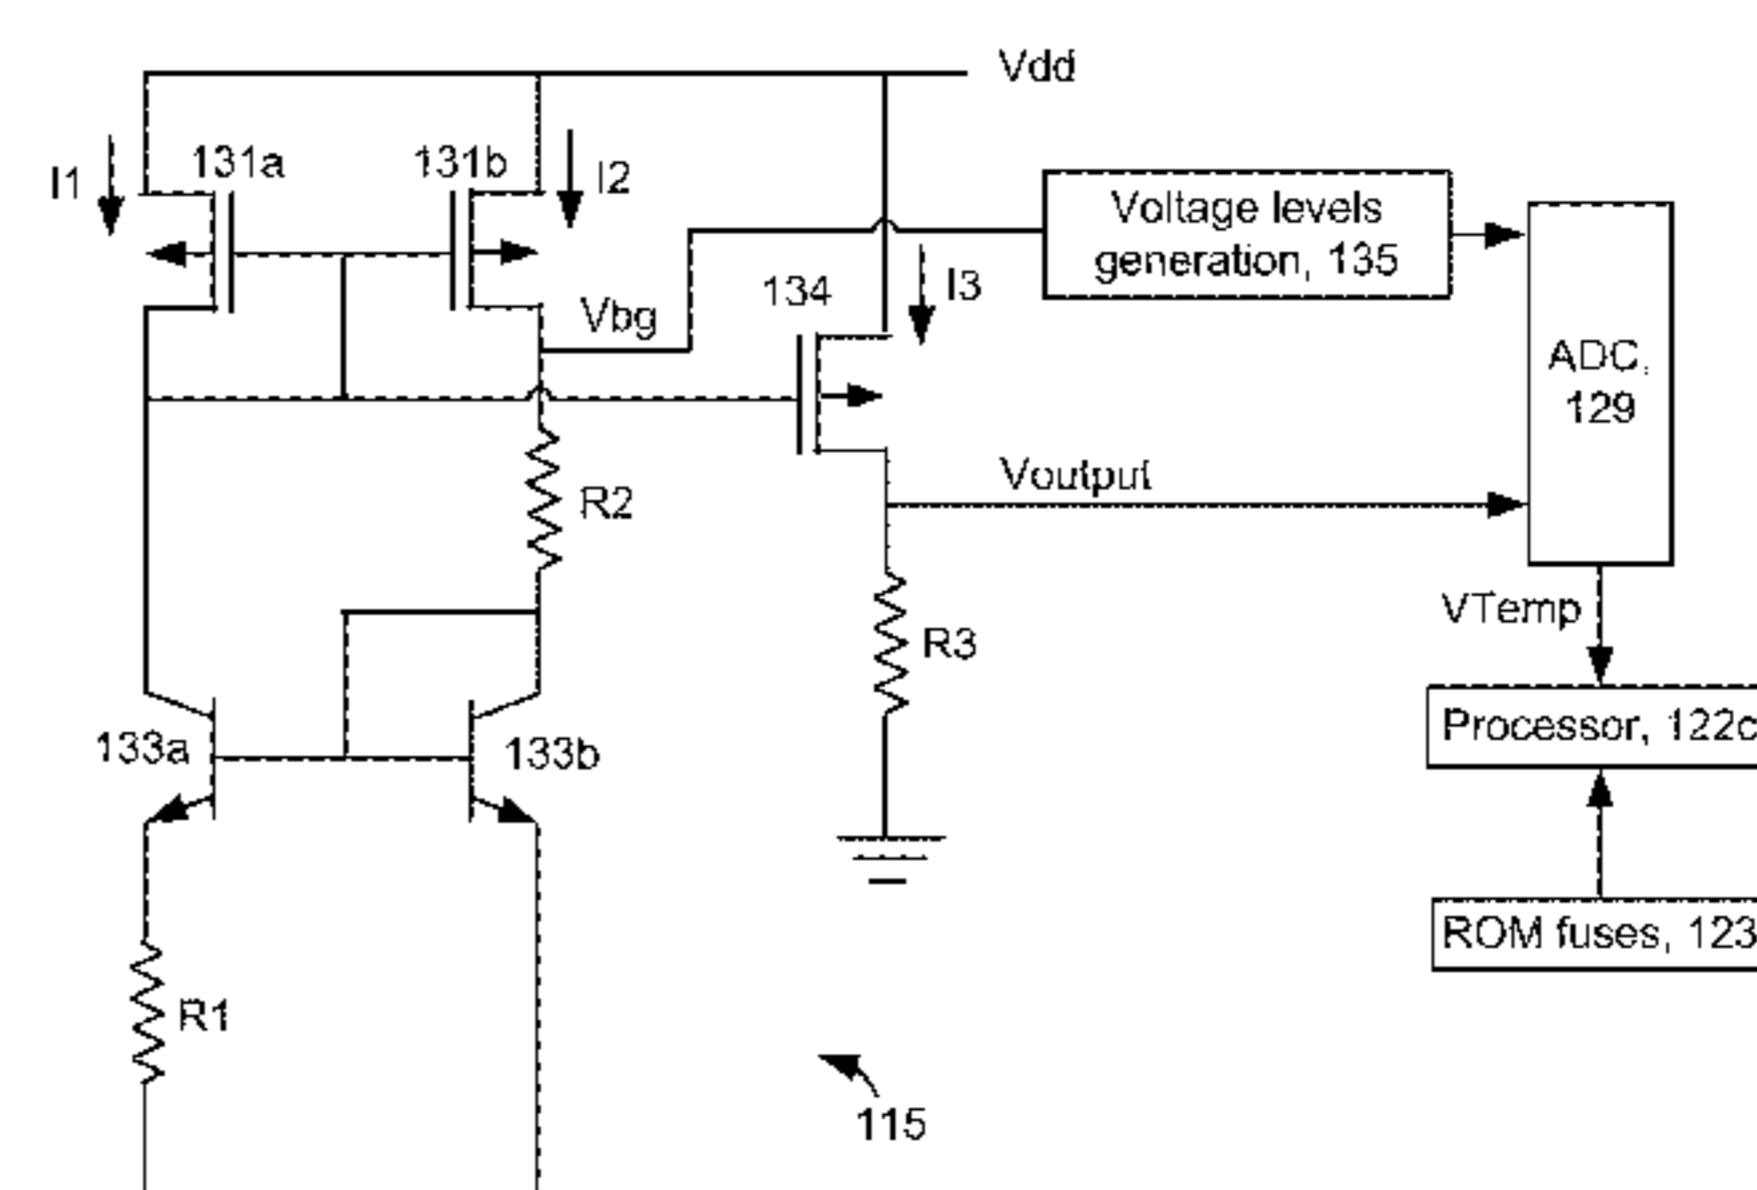 Vdd
I1
131a
131b
I2
Voltage levels
generation, 135
Vbg
134
I3
ADC,
129
R2
Voutput
VTemp
R3
133a
133b
Processor, 122c
ROM fuses, 123
R1
115